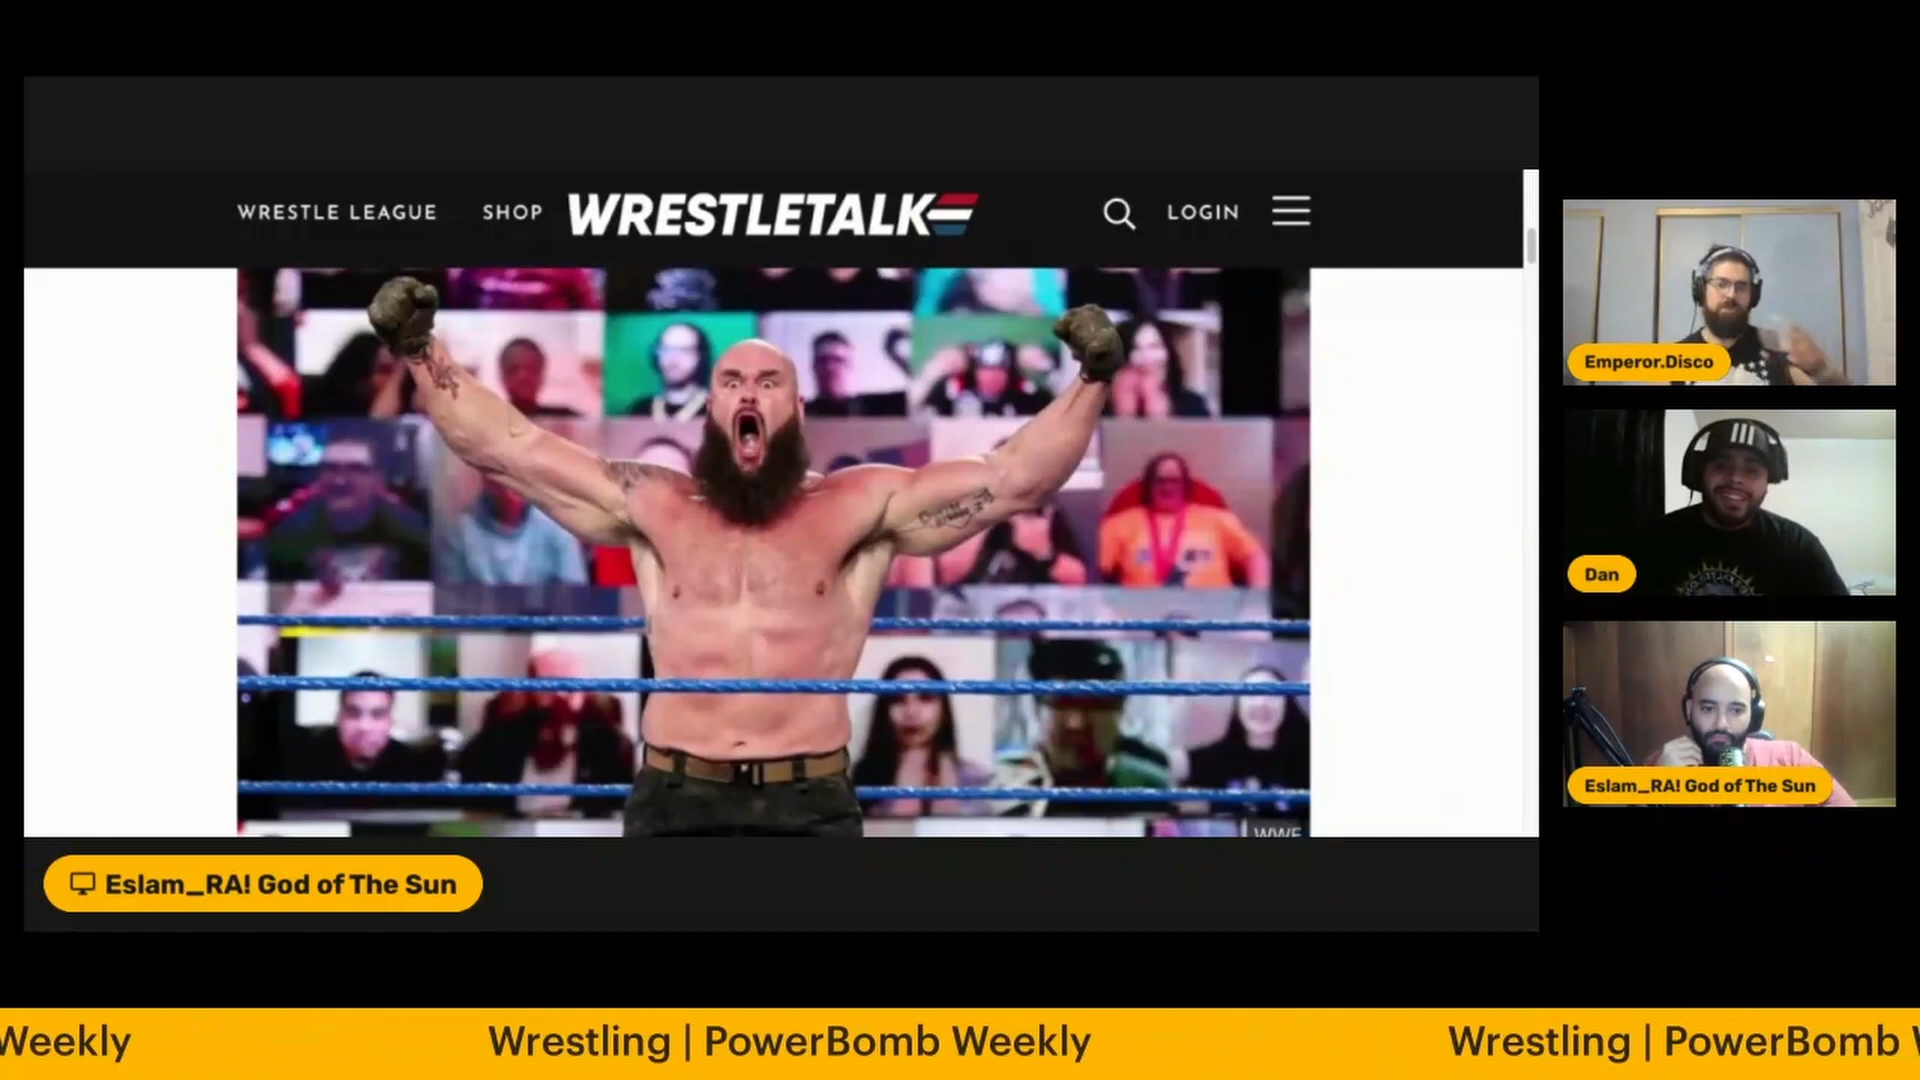 WRESTLE LEAGUE
SHOP
WRESTLETALK
LOGIN
WWE
Emperor.Disco
Dan
Eslam_RA! God of The Sun
Eslam_RA! God of The Sun
Weekly
Wrestling | PowerBomb Weekly
Wrestling | PowerBomb W